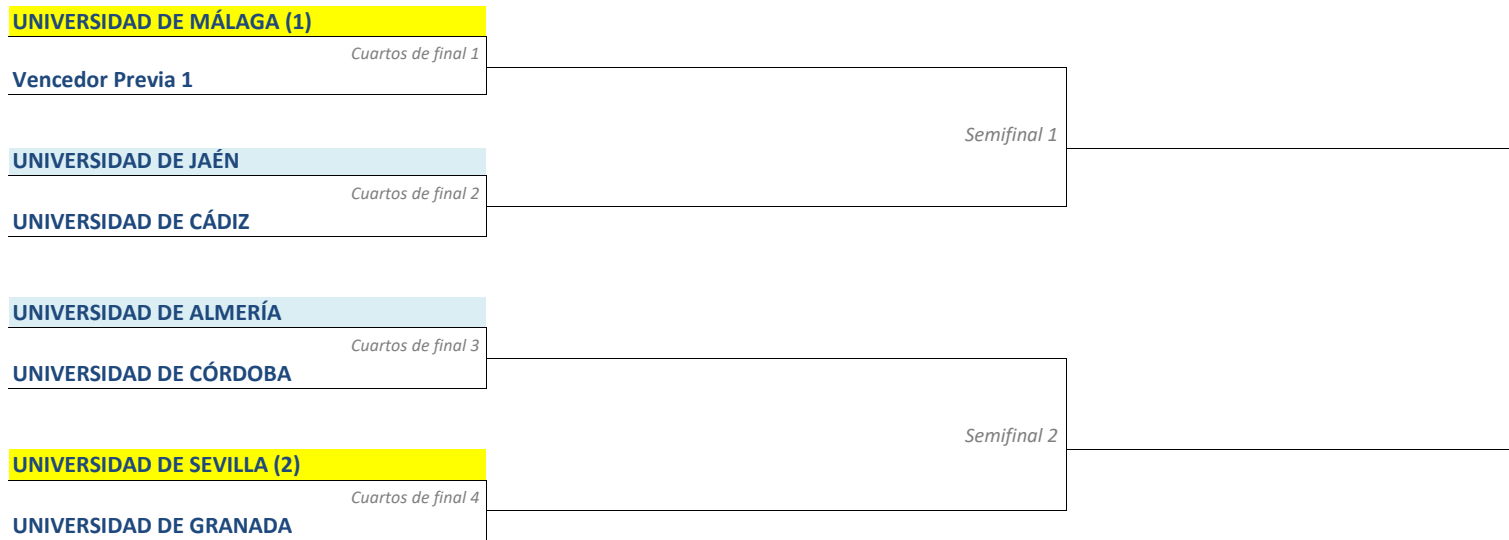 UNIVERSIDAD DE MÁLAGA (1)
Cuartos de final 1
Vencedor Previa 1
Semifinal 1
UNIVERSIDAD DE JAÉN
Cuartos de final 2
UNIVERSIDAD DE CÁDIZ
UNIVERSIDAD DE ALMERÍA
Cuartos de final 3
UNIVERSIDAD DE CÓRDOBA
Semifinal 2
UNIVERSIDAD DE SEVILLA (2)
Cuartos de final 4
UNIVERSIDAD DE GRANADA